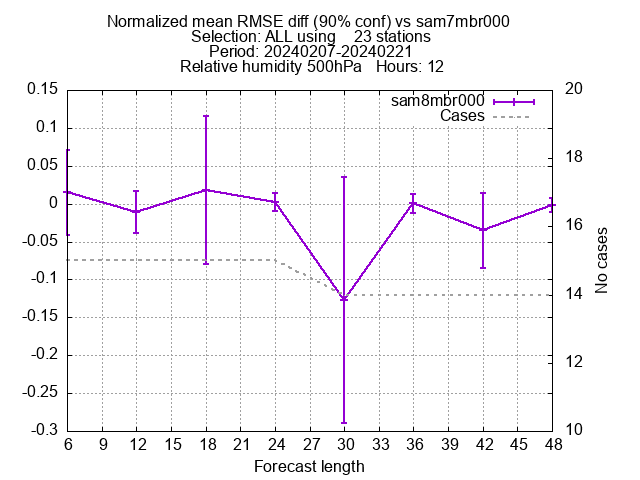 Normalized mean RMSE diff (90% conf) vs sam7mbr000
Selection: ALL using    23 stations
Period: 20240207-20240221
Relative humidity 500hPa   Hours: 12
sam8mbr000
Cases
0.15
0.1
0.05
0
-0.05
-0.1
-0.15
-0.2
-0.25
-0.3
20
18
16
14
12
10
No cases
6 9 12 15 18 21 24 27 30 33 36 39 42 45 48
Forecast length